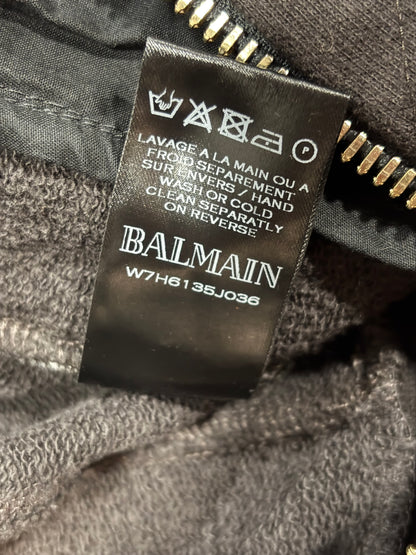 P
LAVAGE A LA MAIN OU A
FROID SEPAREMENT
SUR ENVERS / HAND
WASH OR COLD
CLEAN SEPARATLY
ON REVERSE
BALMAIN
W7H6135J036